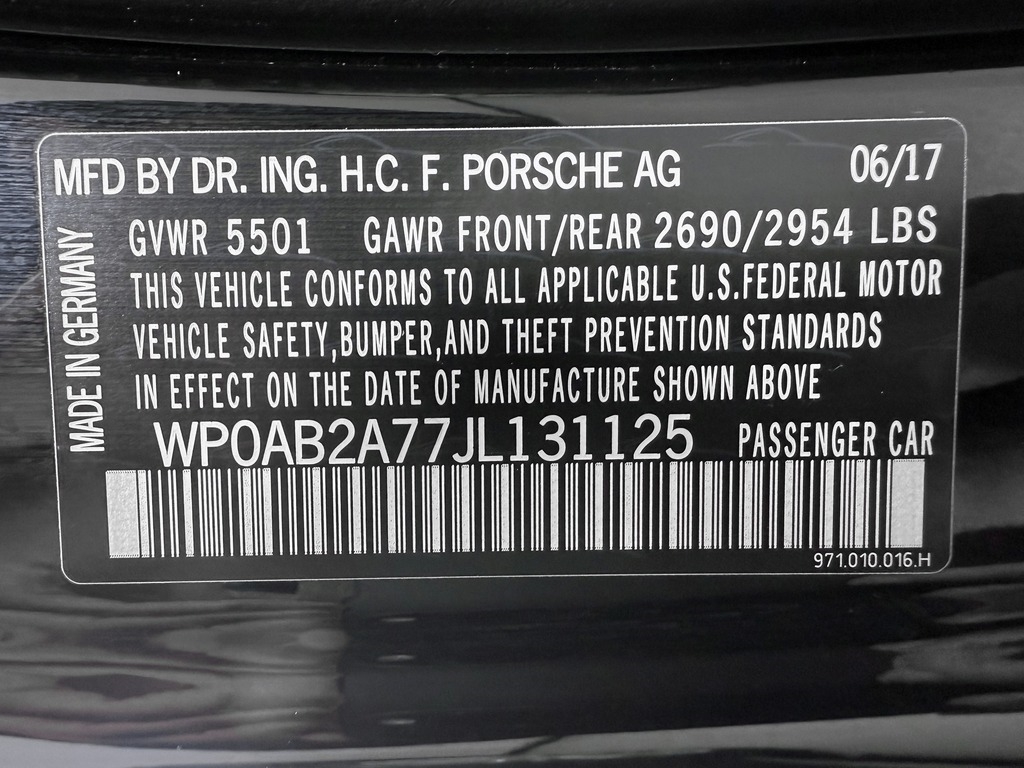 MFD BY DR. ING. H.C. F. PORSCHE AG 06/17
GVWR 5501 GAWR FRONT/REAR 2690/2954 LBS
THIS VEHICLE CONFORMS TO ALL APPLICABLE U.S.FEDERAL MOTOR
VEHICLE SAFETY,BUMPER,AND THEFT PREVENTION STANDARDS
IN EFFECT ON THE DATE OF MANUFACTURE SHOWN ABOVE
MADE IN GERMANY
WP0AB2A77JL131125 PASSENGER CAR
971.010.016.H